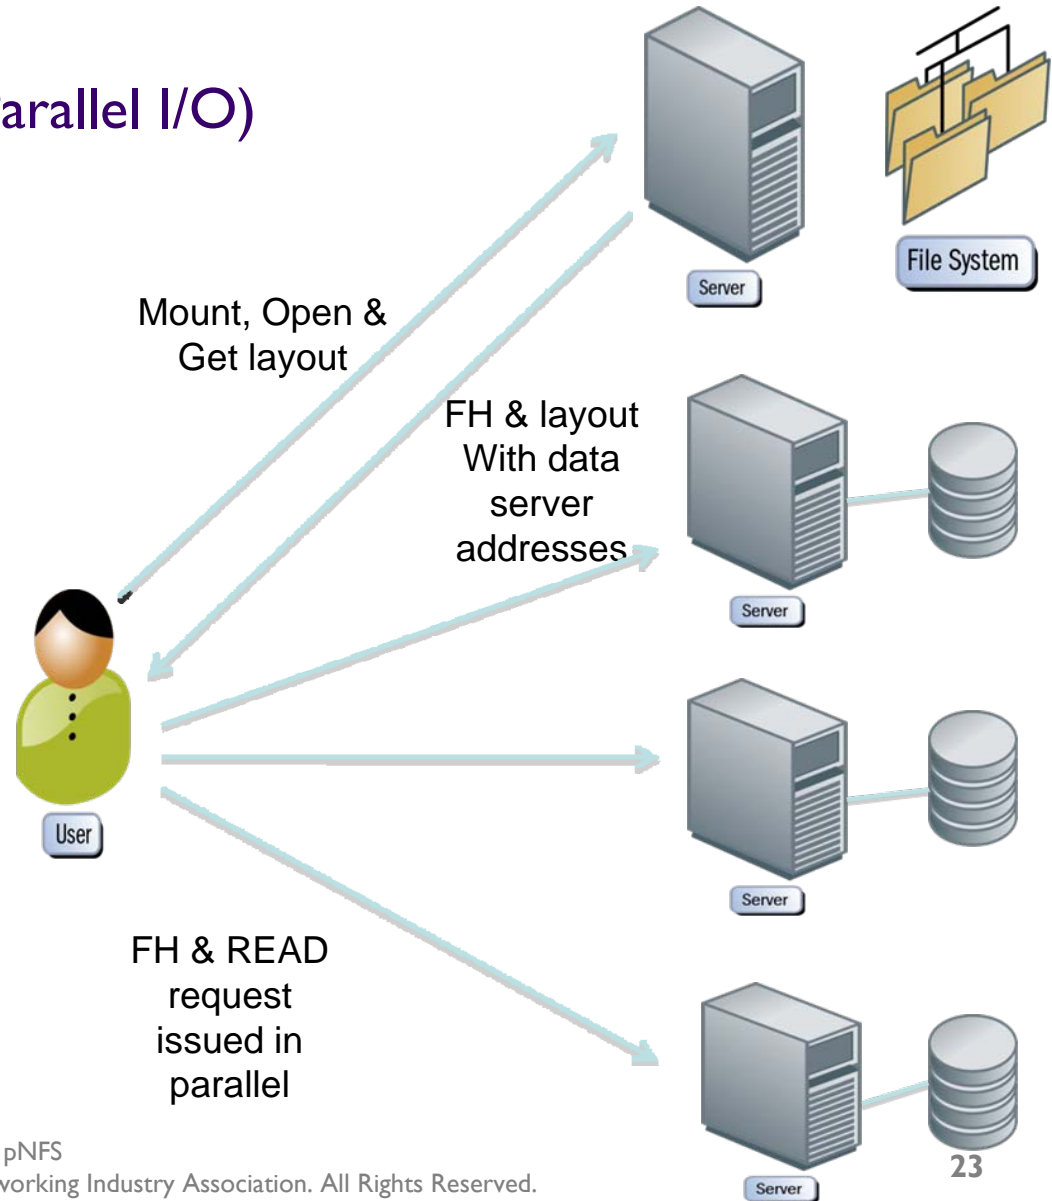 arallel I/O)
Server
File System
Mount, Open &
Get layout
FH & layout
With data
server
addresses
Server
User
Server
FH & READ
request
issued in
parallel
pNFS
working Industry Association. All Rights Reserved.
23
Server